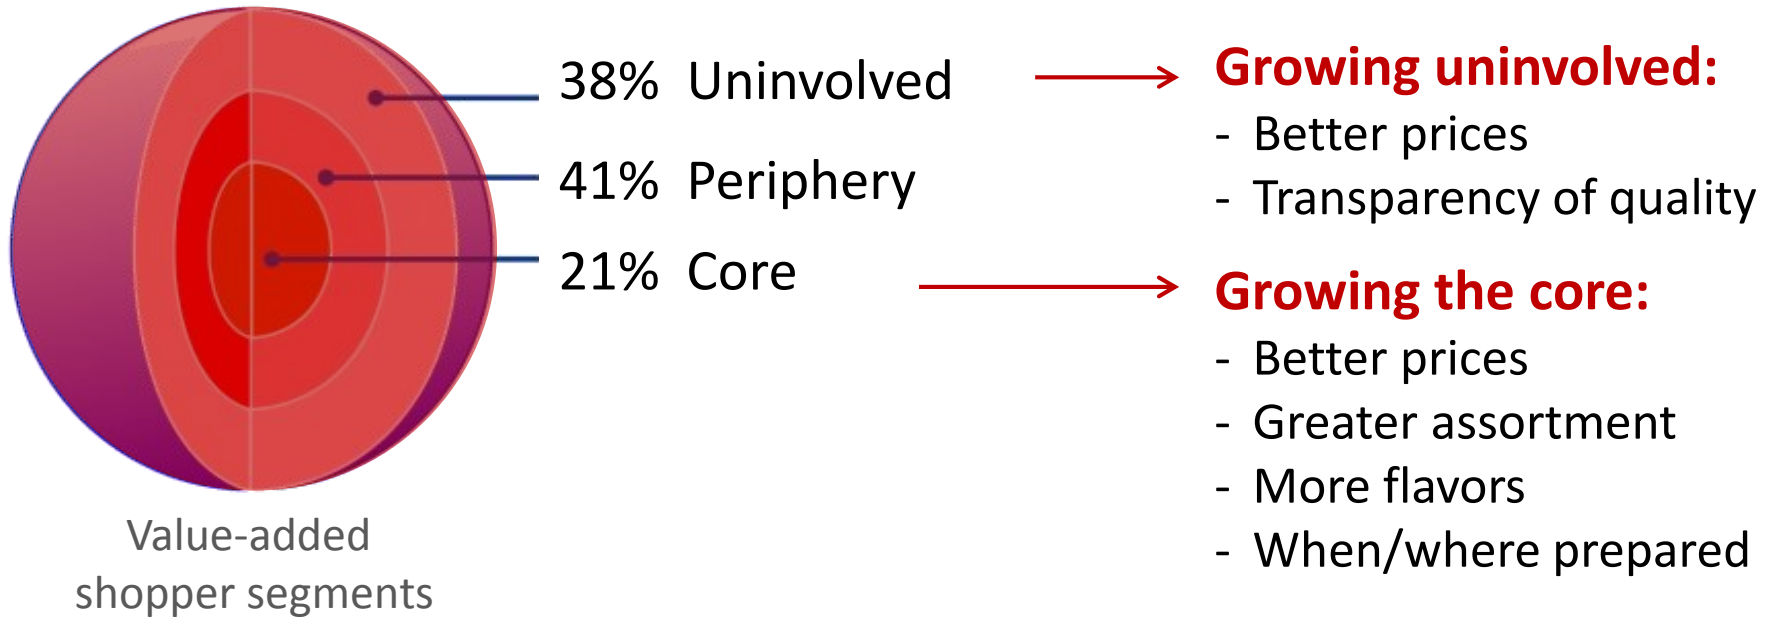 38% Uninvolved
41% Periphery
21% Core
Value-added
shopper segments
Growing uninvolved:
- Better prices
- Transparency of quality
Growing the core:
- Better prices
- Greater assortment
- More flavors
- When/where prepared